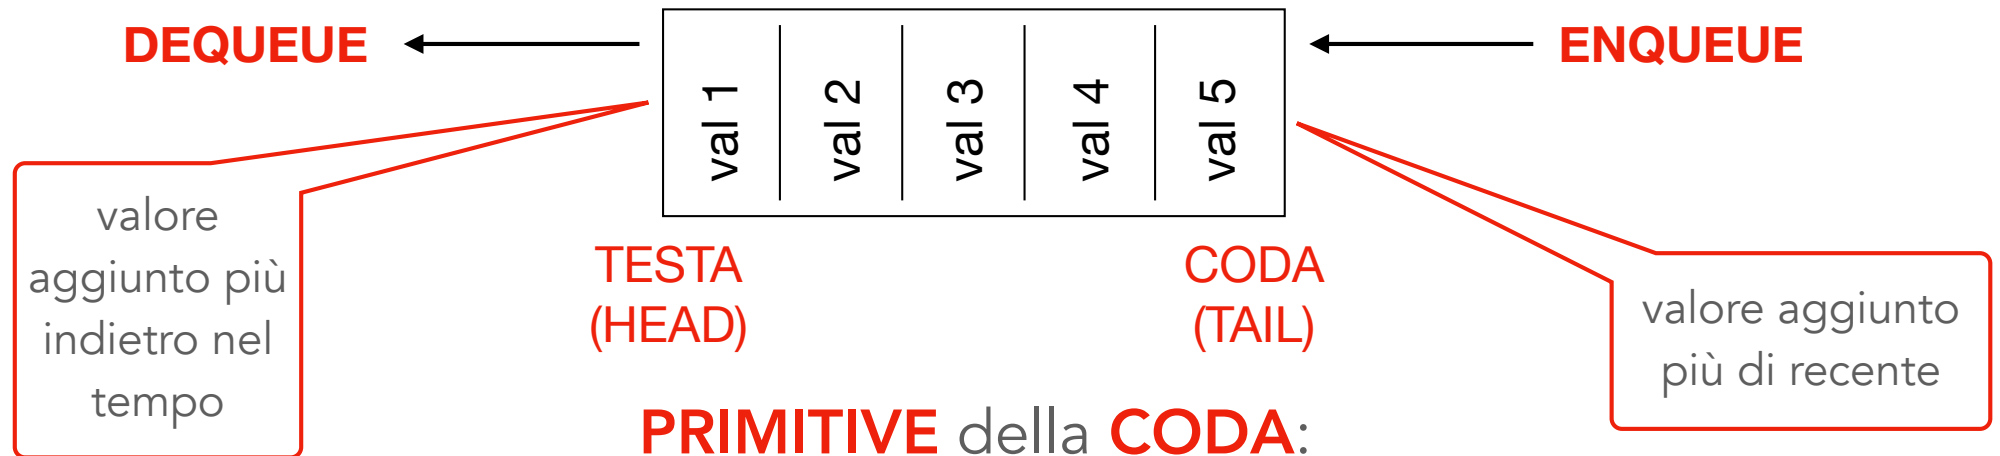 DEQUEUE
ENQUEUE
val 1
val 2
val 3
val 4
val 5
valore
aggiunto più
indietro nel
tempo
TESTA
(HEAD)
CODA
(TAIL)
valore aggiunto
più di recente
PRIMITIVE della CODA: